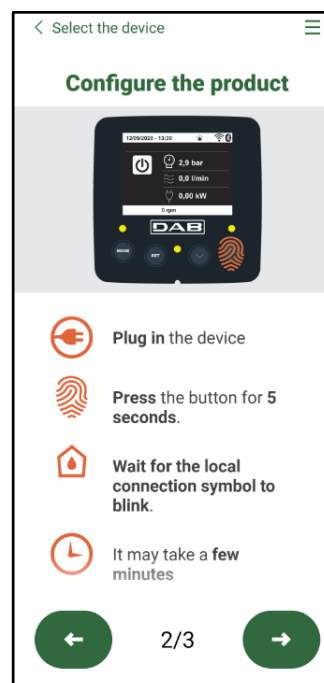 Select the device
Configure the product
12/05/2020 - 13:30
2,9 bar
0,0 l/min
0,00 kW
0 rpm
DAB
MODE
SET
Plug in the device
Press the button for 5
seconds.
Wait for the local
connection symbol to
blink.
It may take a few
minutes
2/3